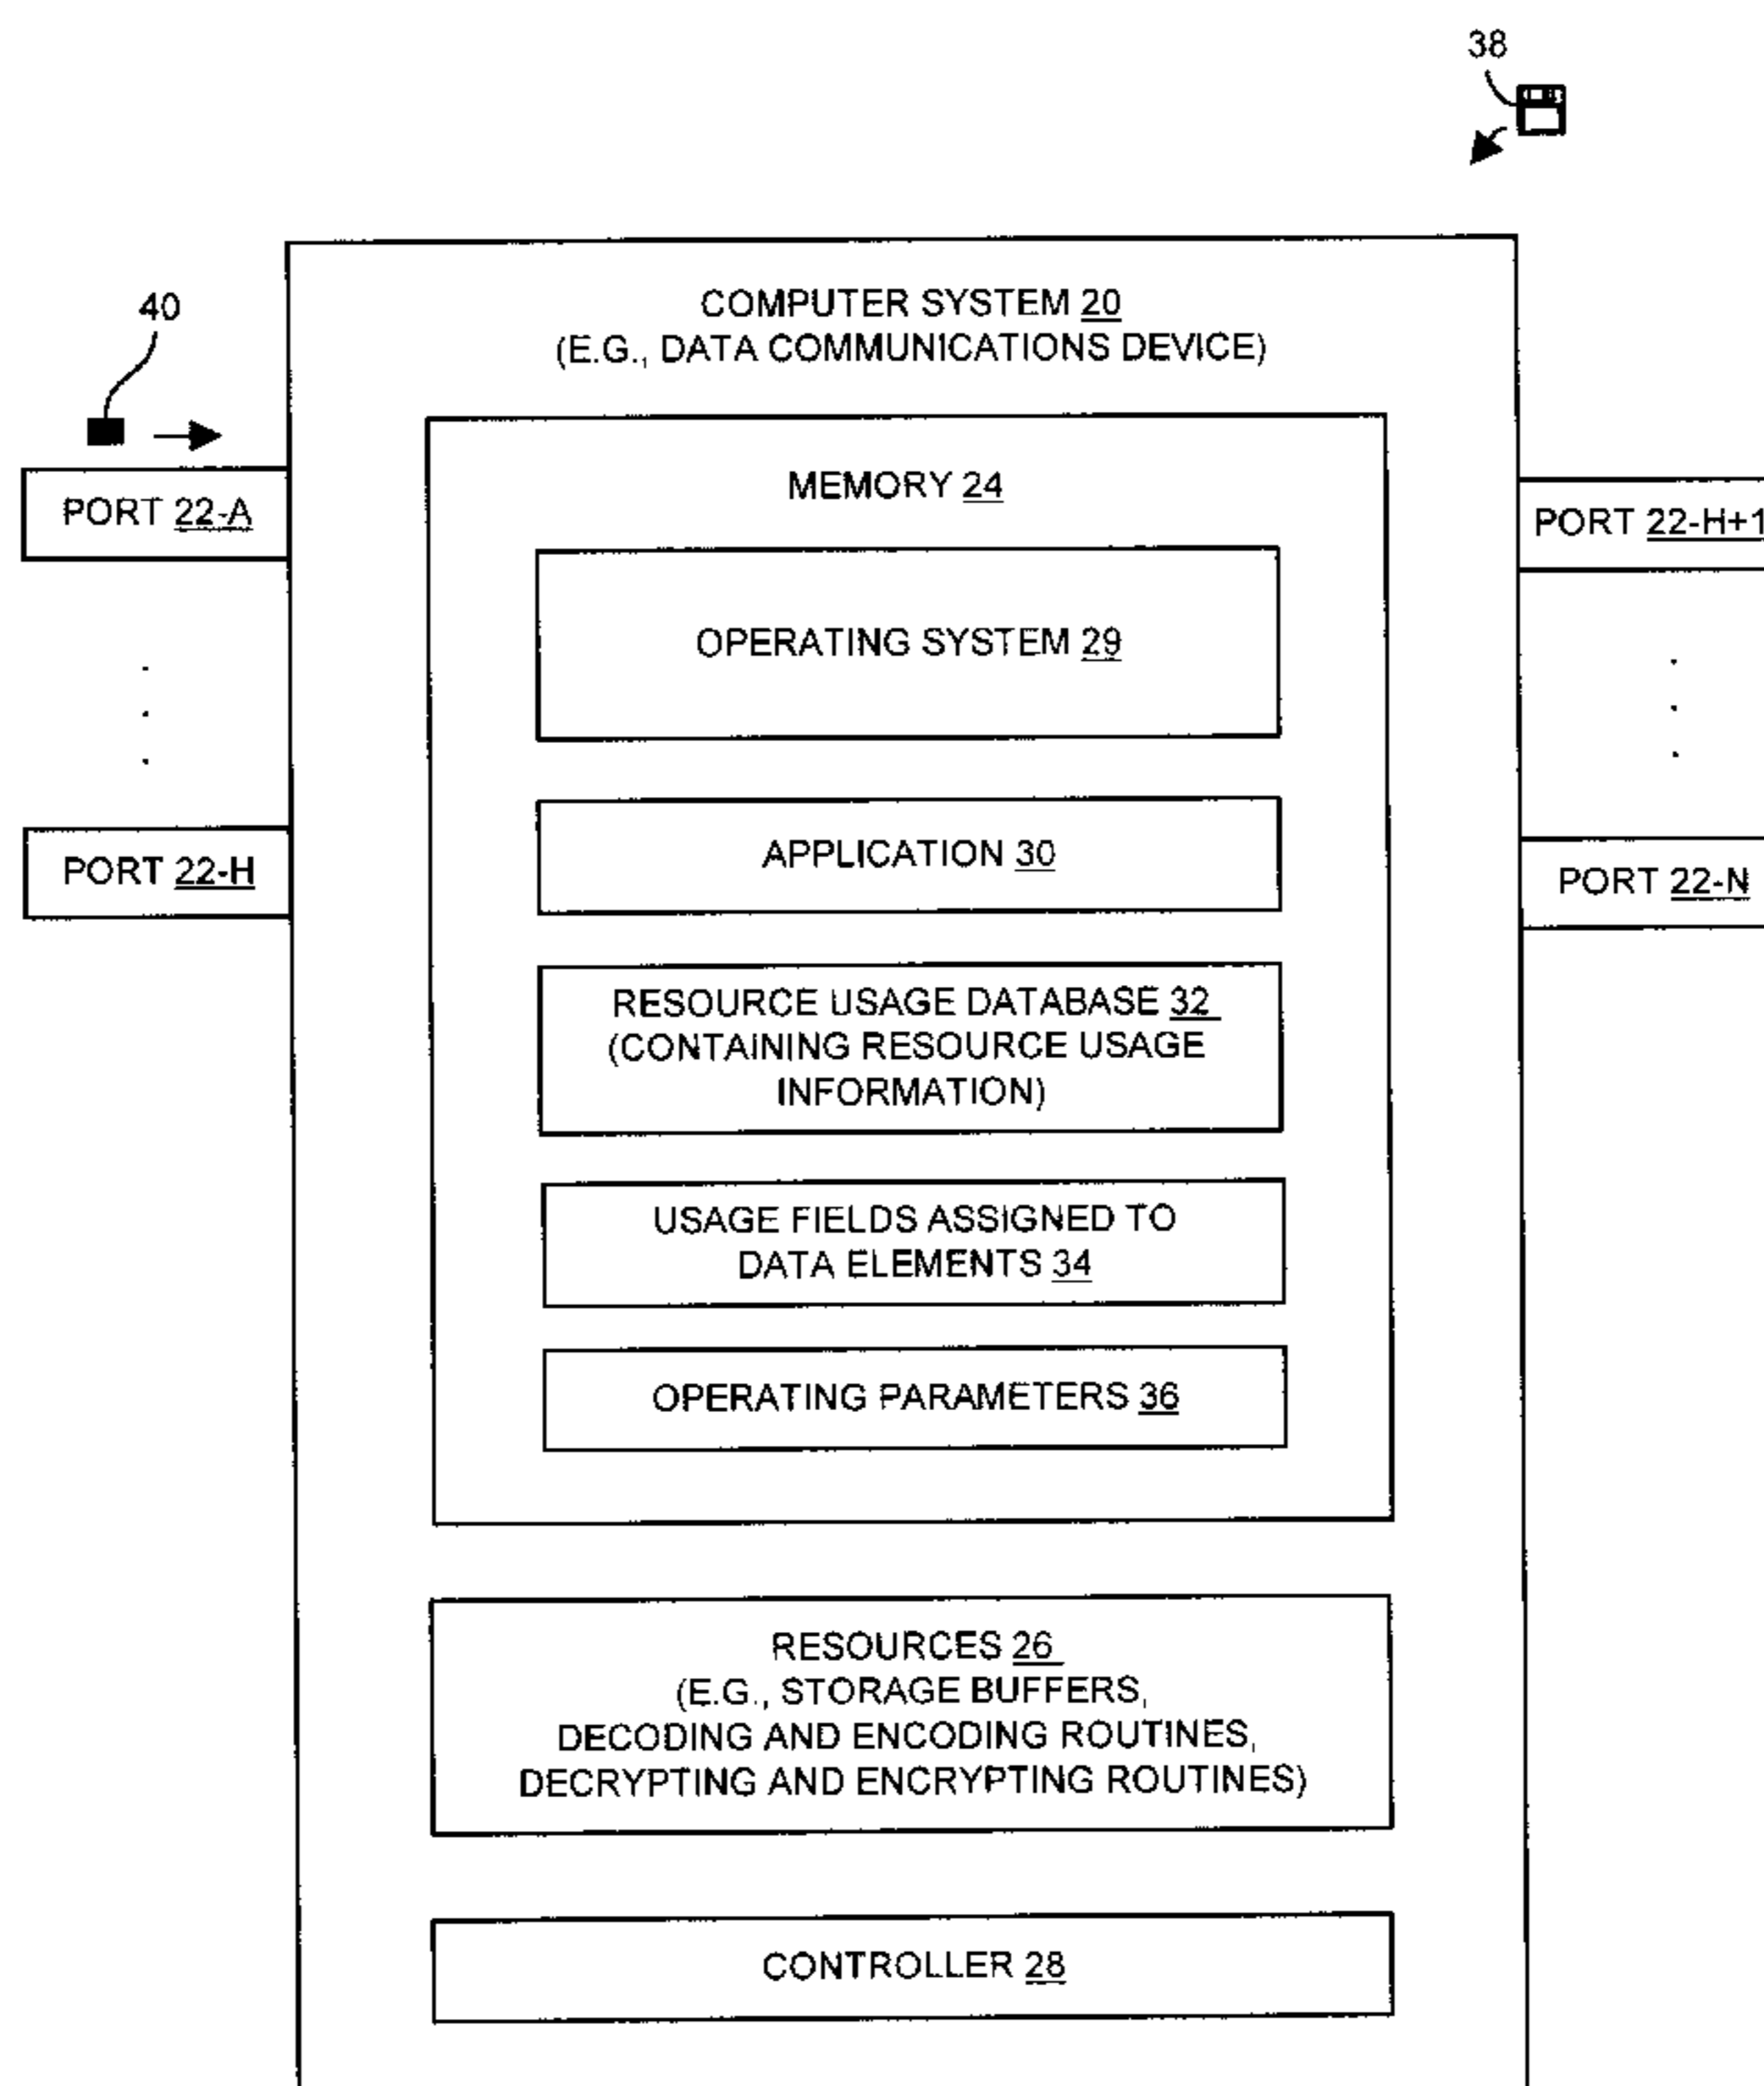 38
COMPUTER SYSTEM 20
(E.G., DATA COMMUNICATIONS DEVICE)
40
MEMORY 24
PORT 22-A
PORT 22-H+1
OPERATING SYSTEM 29
APPLICATION 30
PORT 22-H
PORT 22-N
RESOURCE USAGE DATABASE 32
(CONTAINING RESOURCE USAGE
INFORMATION)
USAGE FIELDS ASSIGNED TO
DATA ELEMENTS 34
OPERATING PARAMETERS 36
RESOURCES 26
(E.G., STORAGE BUFFERS,
DECODING AND ENCODING ROUTINES,
DECRYPTING AND ENCRYPTING ROUTINES)
CONTROLLER 28